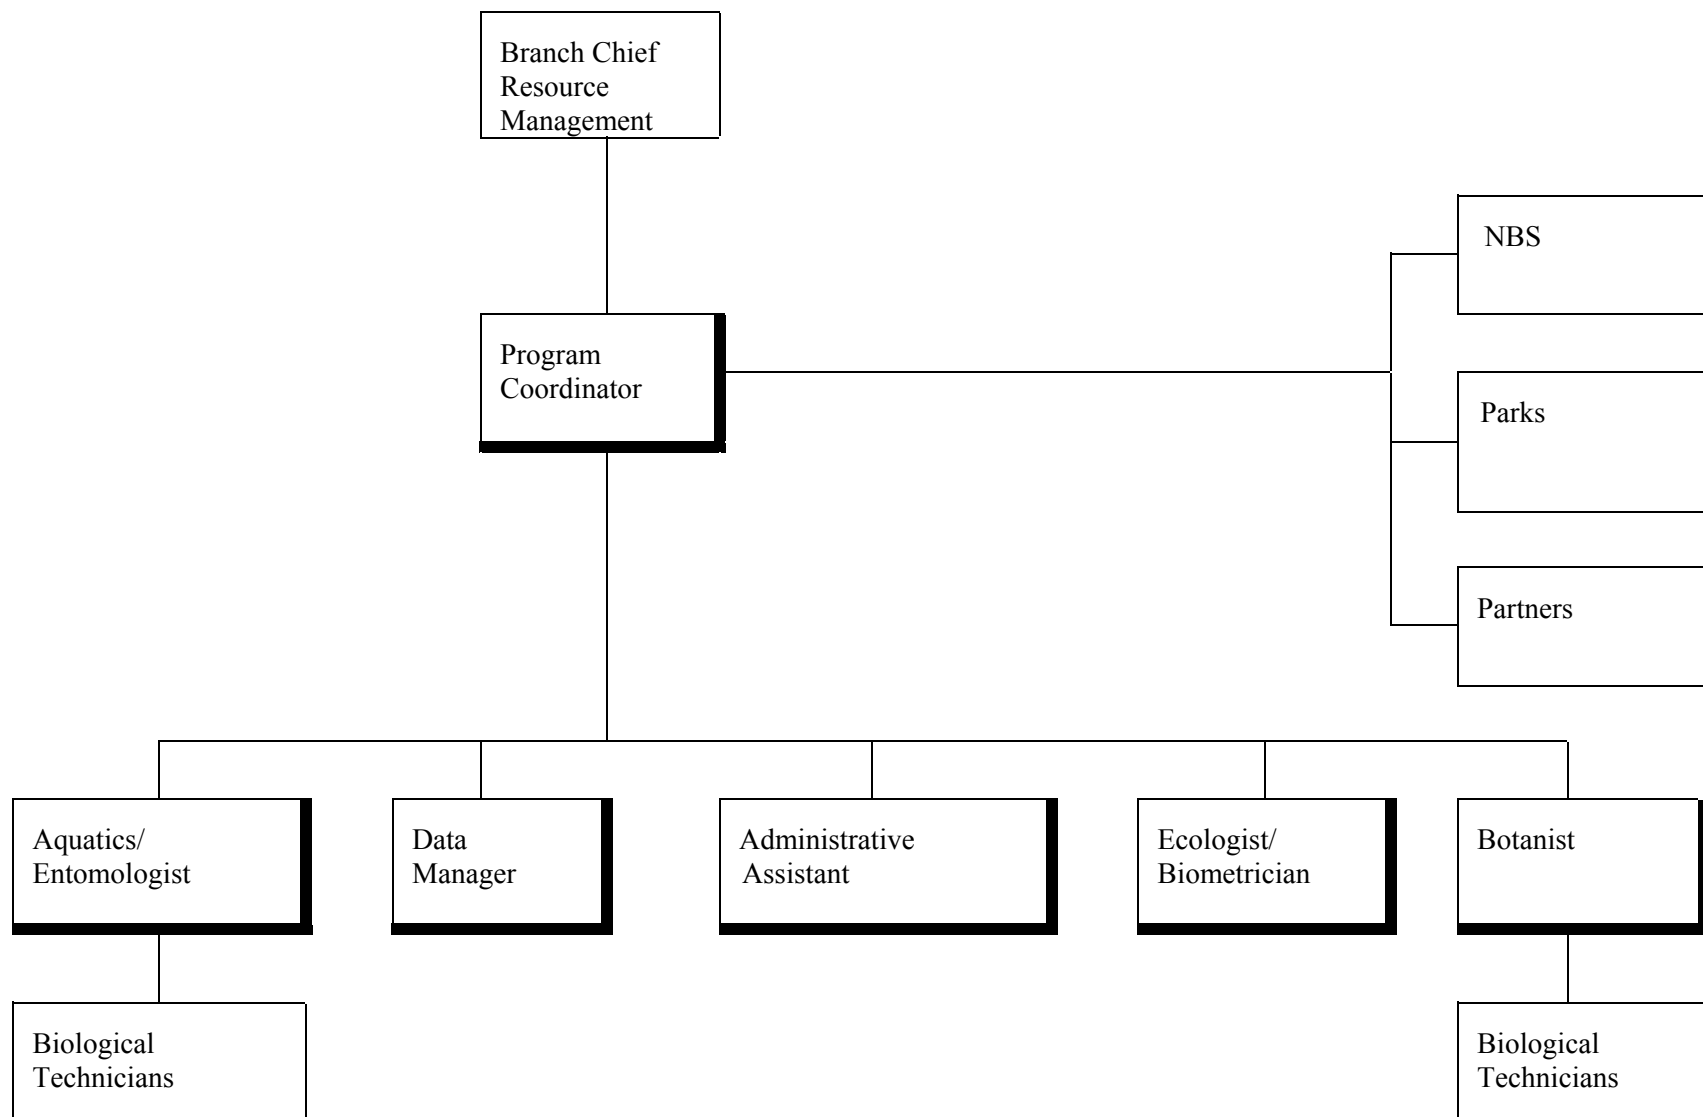 Branch Chief
Resource
Management
NBS
Program
Coordinator
Parks
Partners
Aquatics/
Entomologist
Data
Manager
Administrative
Assistant
Ecologist/
Biometrician
Botanist
Biological
Technicians
Biological
Technicians